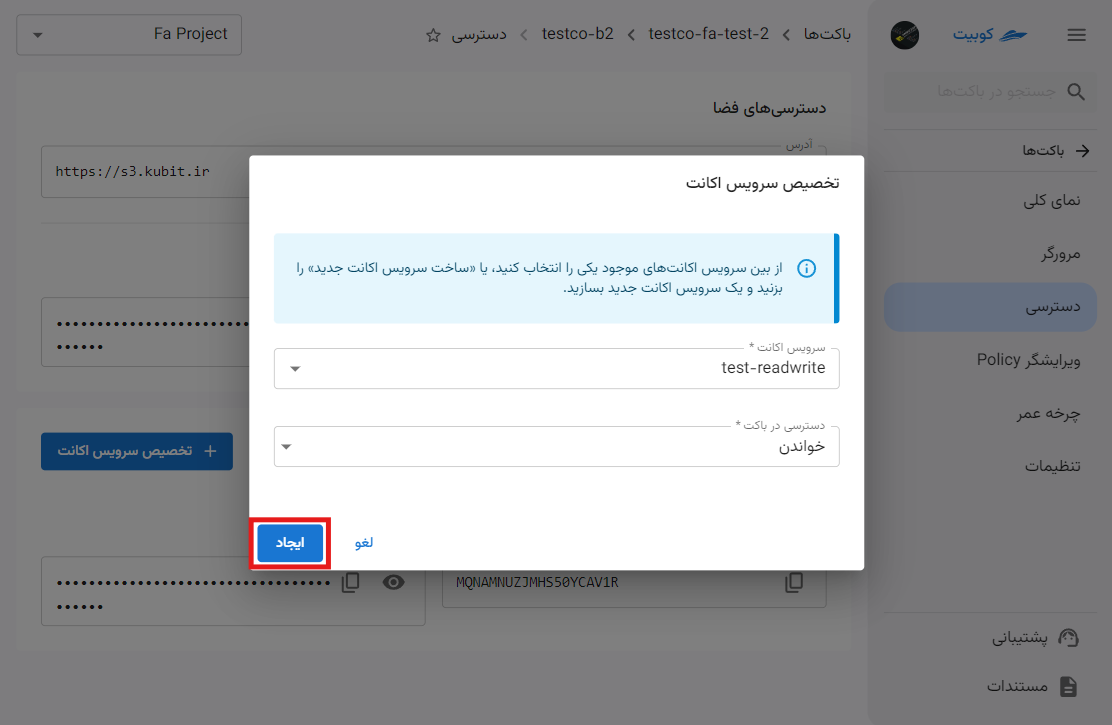 کوبیت
جستجو در باکت‌ها
باکت‌ها
نمای کلی
مرورگر
دسترسی
ویرایشگر Policy
چرخه عمر
تنظیمات
پشتیبانی
مستندات
باکت‌ها
testco-fa-test-2
testco-b2
دسترسی
Fa Project
دسترسی‌های فضا
آدرس
https://s3.kubit.ir
تخصیص سرویس اکانت
از بین سرویس اکانت‌های موجود یکی را انتخاب کنید، یا «ساخت سرویس اکانت جدید» را
بزنید و یک سرویس اکانت جدید بسازید.
سرویس اکانت *
test-readwrite
دسترسی در باکت *
خواندن
لغو
ایجاد
تخصیص سرویس اکانت
MQNAMNUZJMHS50YCAV1R